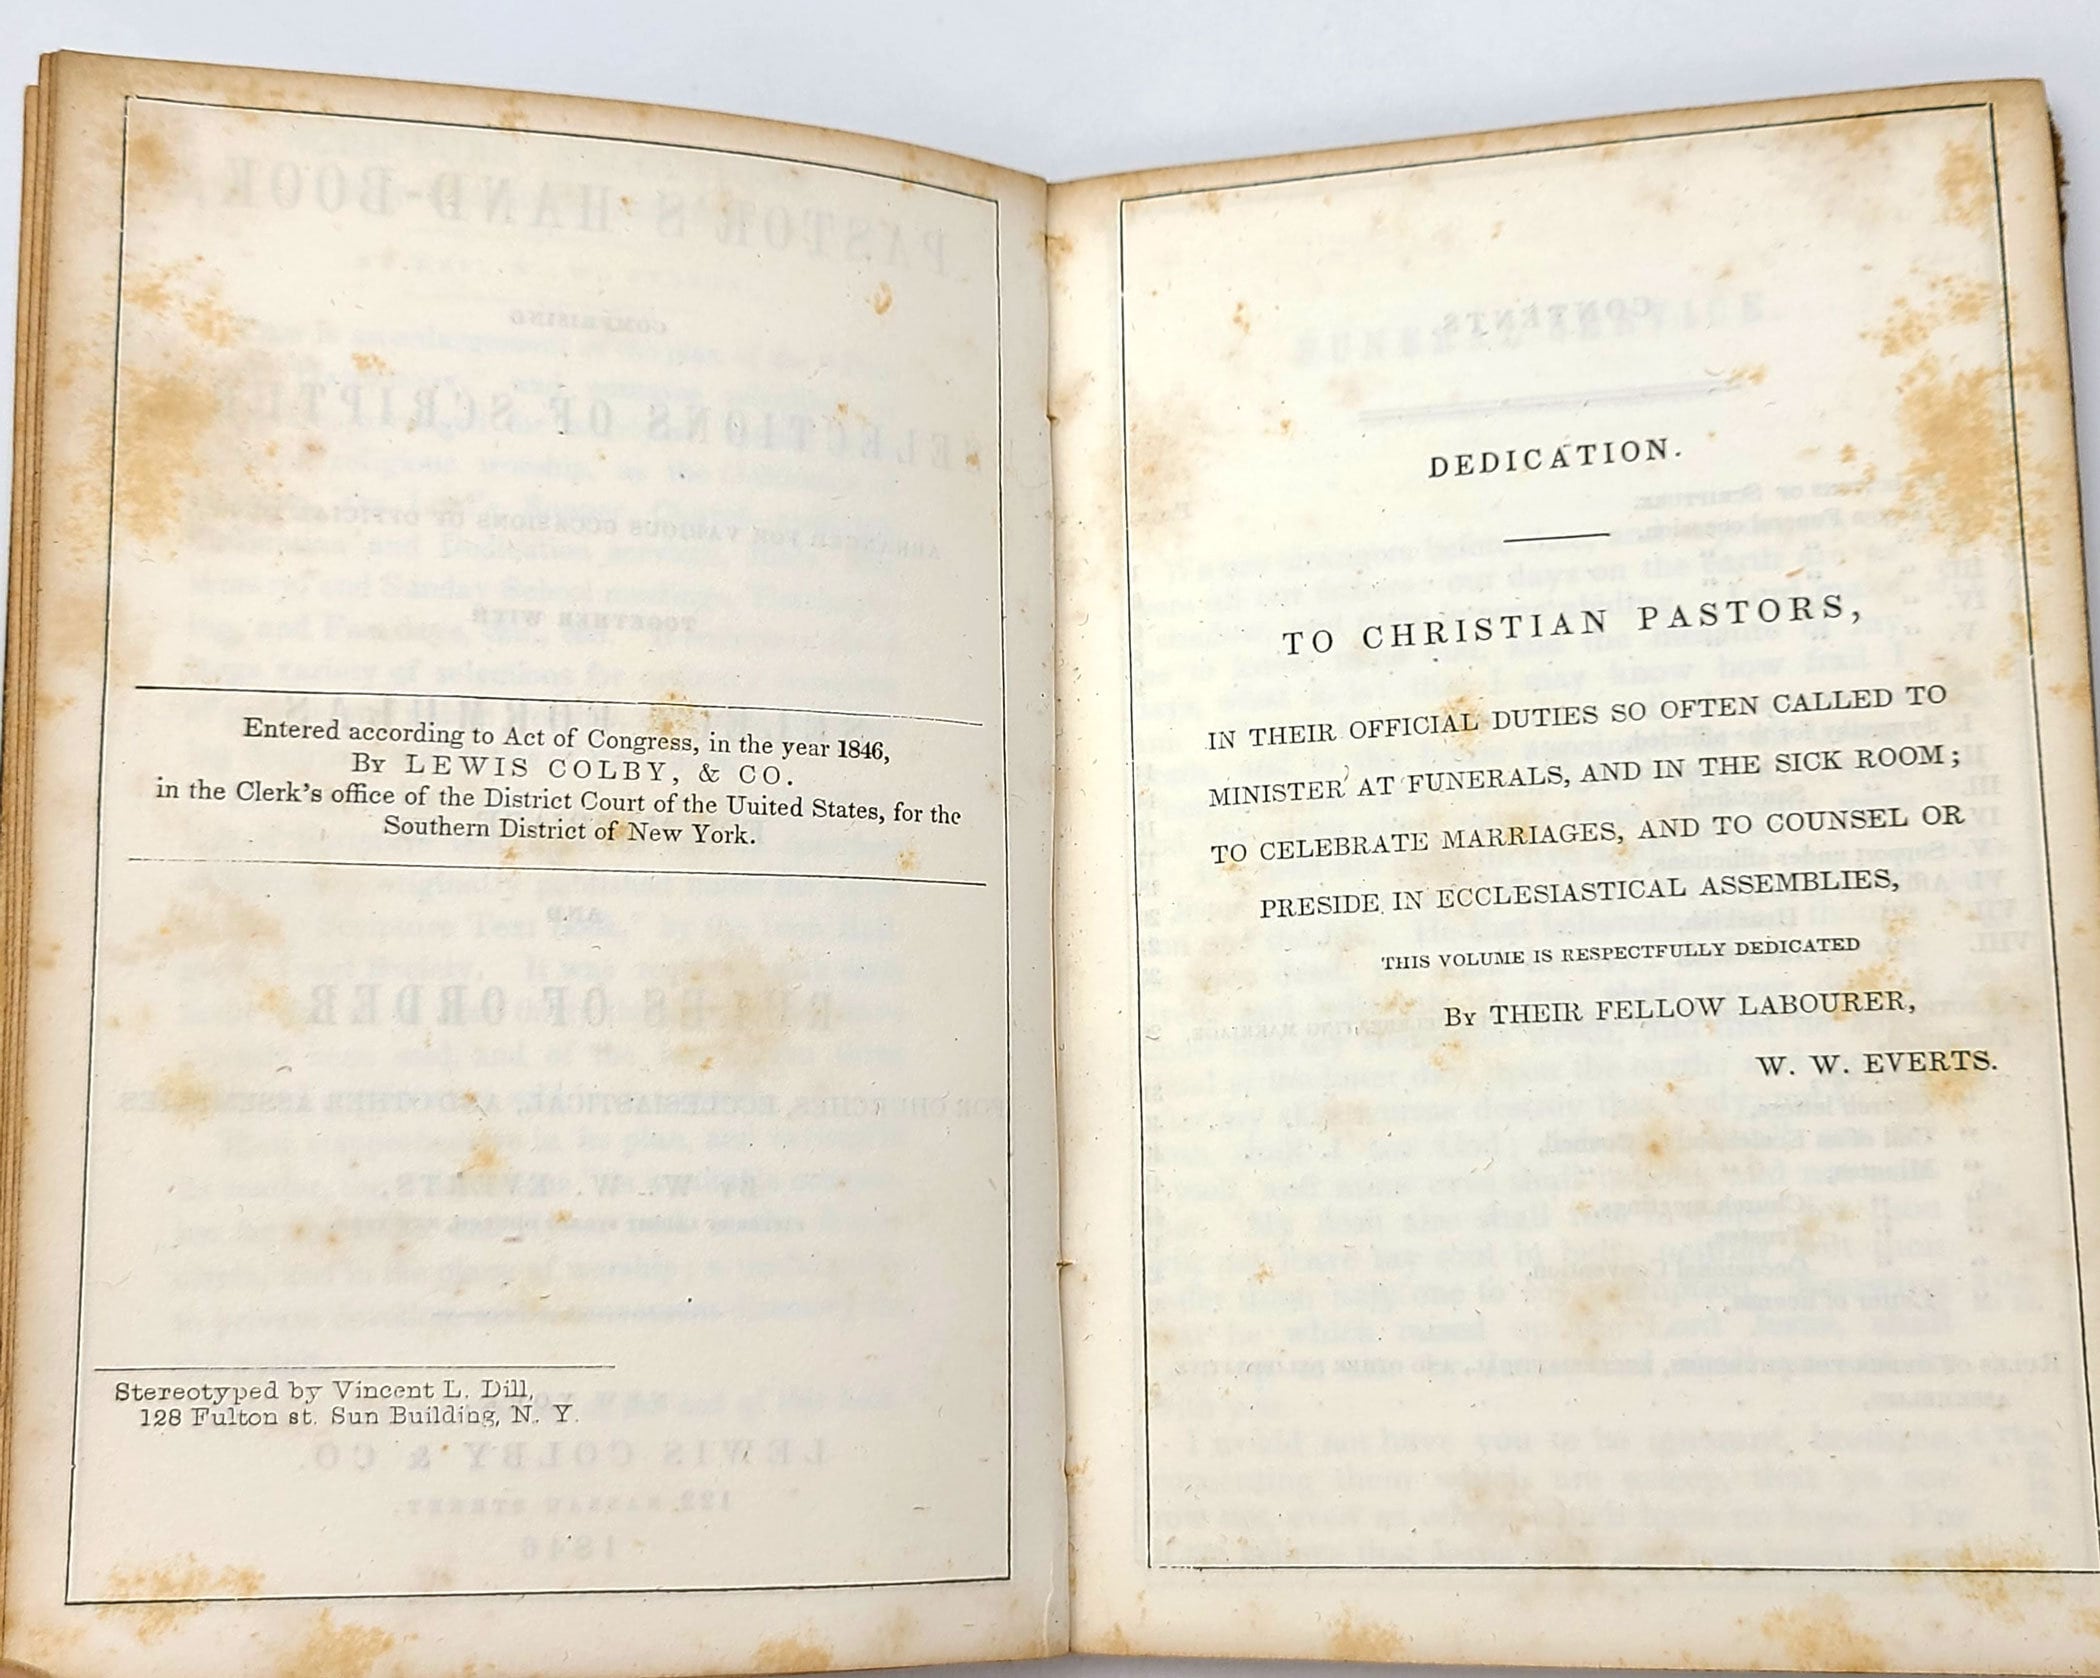 Entered according to Act of Congress, in the year 1846,
By LEWIS COLBY, & CO.
in the Clerk's office of the District Court of the Uuited States, for the
Southern District of New York.
Stereotyped by Vincent L. Dill,
128 Fulton st. Sun Building, N. Y.
DEDICATION.
TO CHRISTIAN PASTORS,
IN THEIR OFFICIAL DUTIES SO OFTEN CALLED TO
MINISTER AT FUNERALS, AND IN THE SICK ROOM;
TO CELEBRATE MARRIAGES, AND TO COUNSEL OR
PRESIDE IN ECCLESIASTICAL ASSEMBLIES,
THIS VOLUME IS RESPECTFULLY DEDICATED
By THEIR FELLOW LABOURER,
W. W. EVERTS.